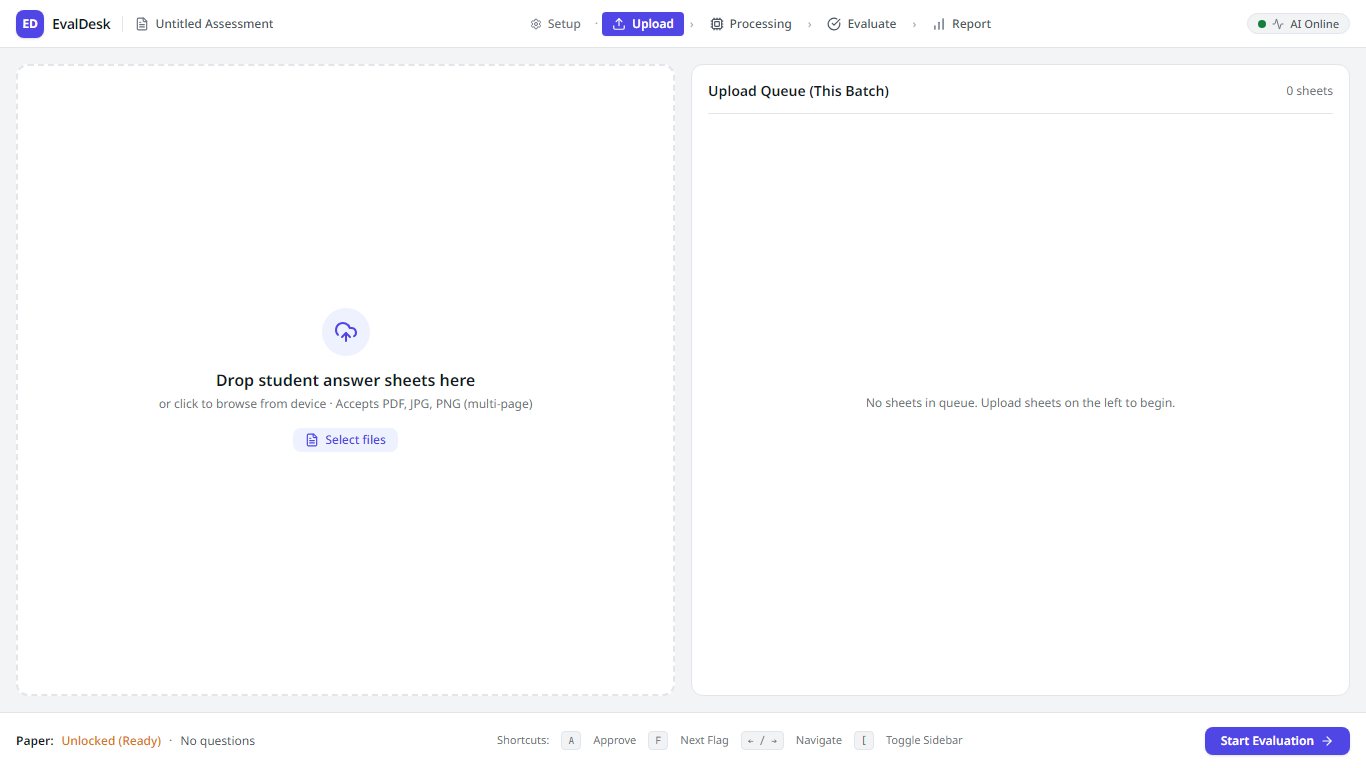 ED EvalDesk Untitled Assessment Setup · Upload › Processing › Evaluate › Report AI Online
Upload Queue (This Batch) 0 sheets
No sheets in queue. Upload sheets on the left to begin.
Drop student answer sheets here
or click to browse from device · Accepts PDF, JPG, PNG (multi-page)
Select files
Paper: Unlocked (Ready) · No questions Shortcuts: A Approve F Next Flag ← / → Navigate [ Toggle Sidebar Start Evaluation →